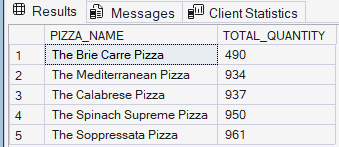 Results Messages Client Statistics
PIZZA_NAME TOTAL_QUANTITY
1 The Brie Carre Pizza 490
2 The Mediterranean Pizza 934
3 The Calabrese Pizza 937
4 The Spinach Supreme Pizza 950
5 The Soppressata Pizza 961